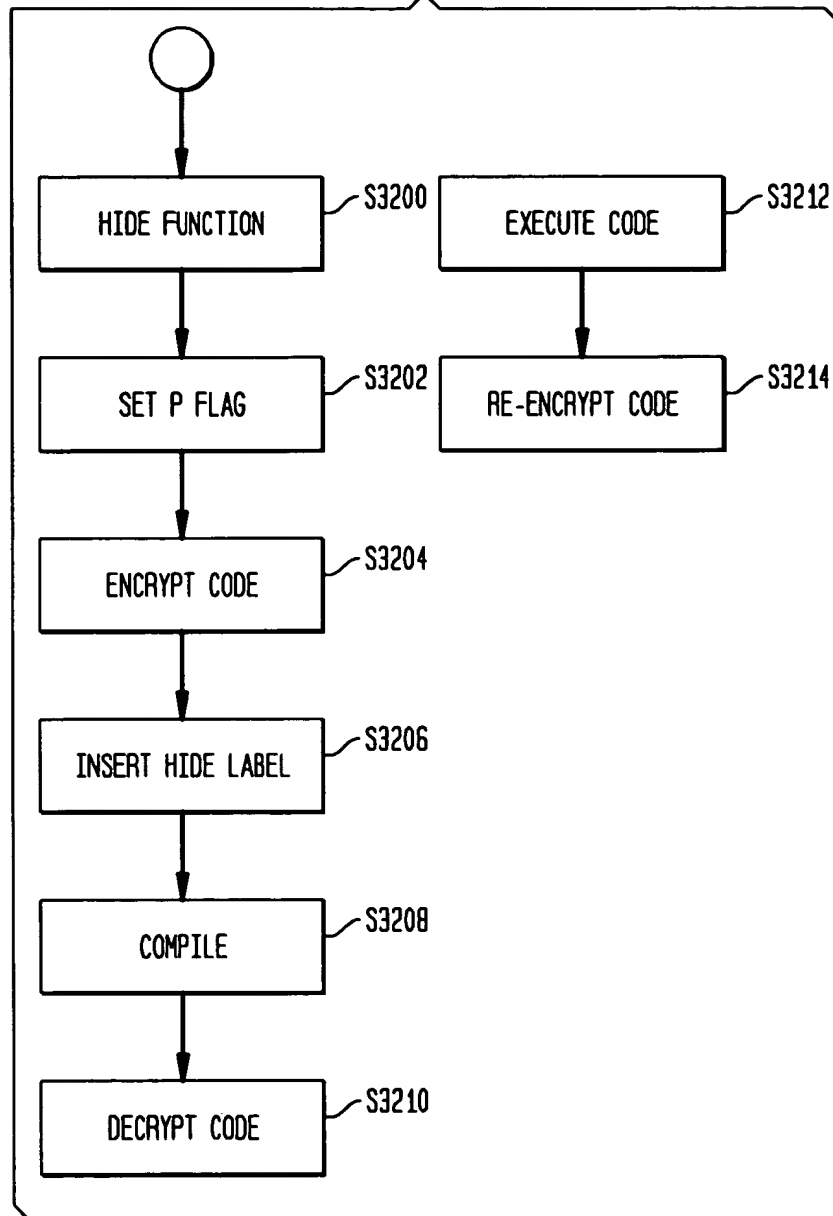 HIDE FUNCTION
S3200
SET P FLAG
S3202
ENCRYPT CODE
S3204
INSERT HIDE LABEL
S3206
COMPILE
S3208
DECRYPT CODE
S3210
EXECUTE CODE
S3212
RE-ENCRYPT CODE
S3214